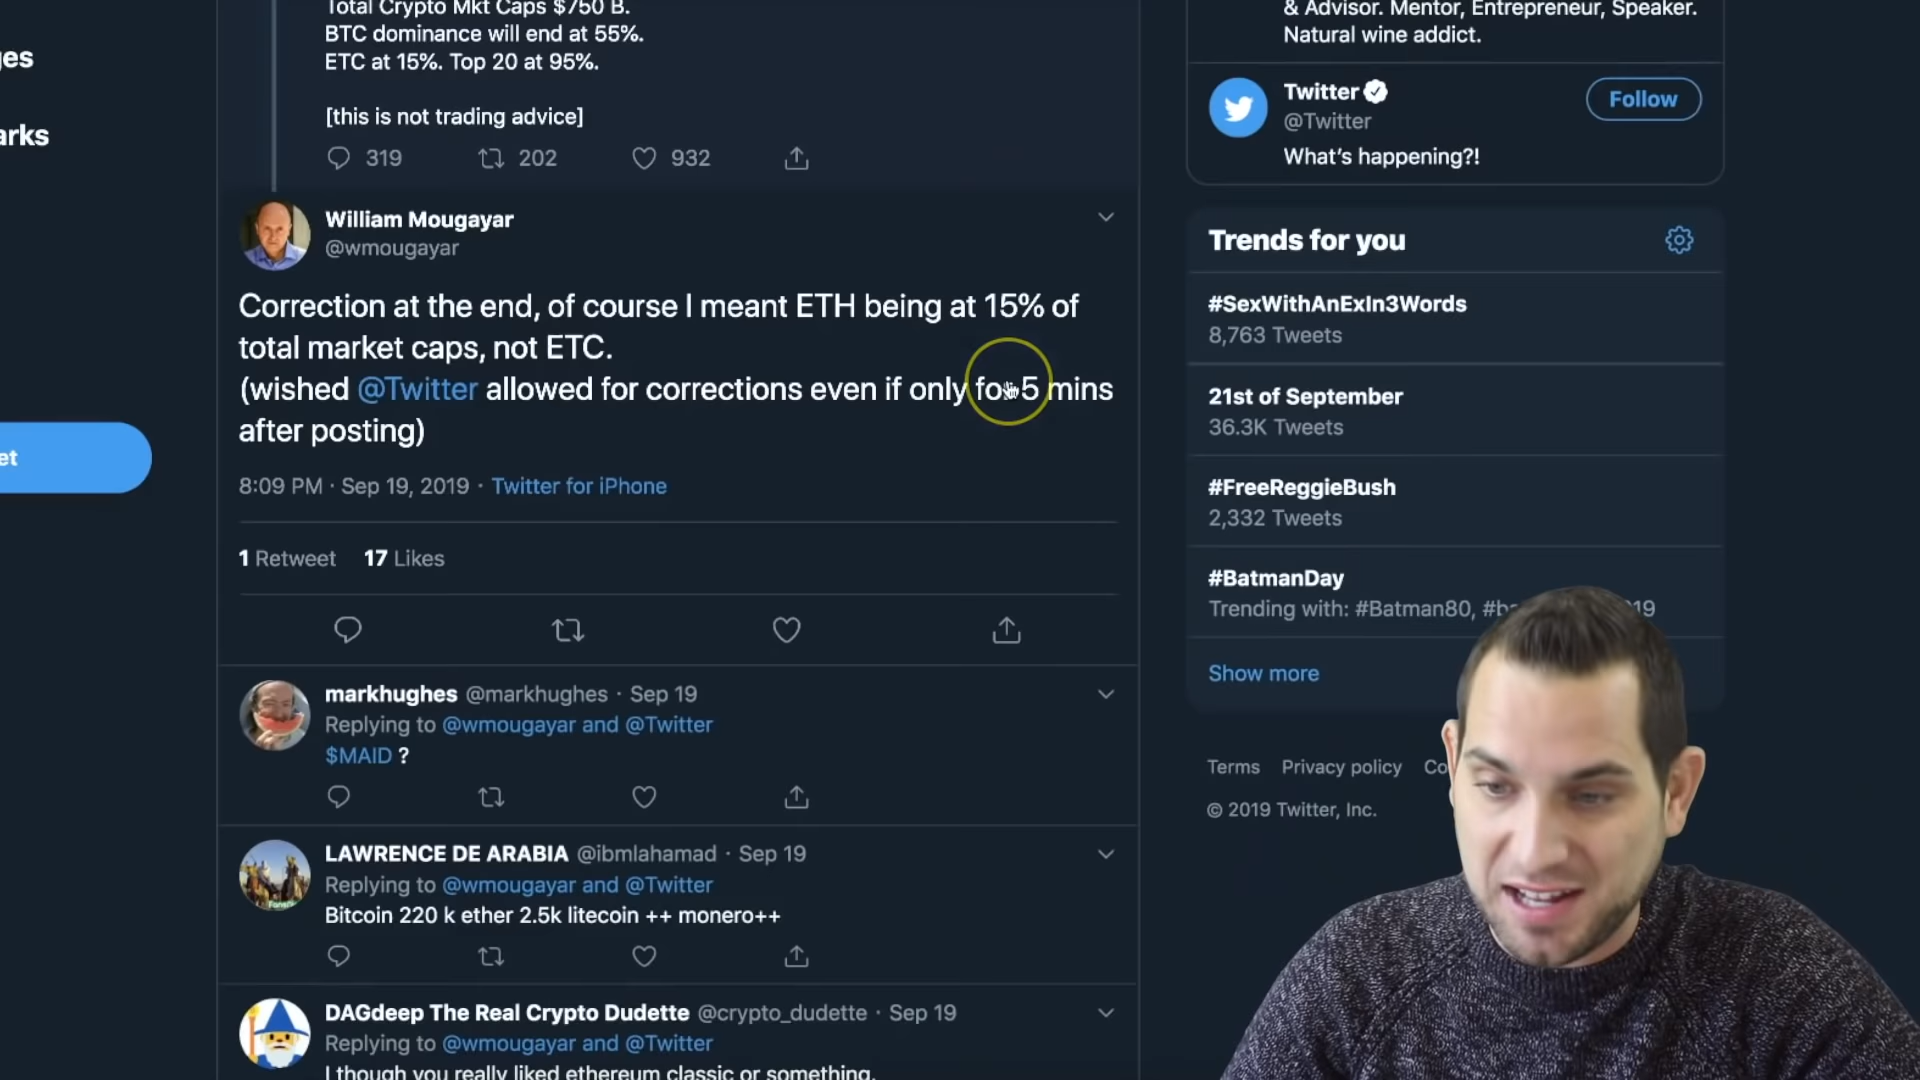 ges
arks
et
Total Crypto Mkt Caps $750 B.
BTC dominance will end at 55%.
ETC at 15%. Top 20 at 95%.
[this is not trading advice]
319 202 932
William Mougayar
@wmougayar
Correction at the end, of course I meant ETH being at 15% of
total market caps, not ETC.
(wished @Twitter allowed for corrections even if only for 5 mins
after posting)
8:09 PM · Sep 19, 2019 · Twitter for iPhone
1 Retweet 17 Likes
markhughes @markhughes · Sep 19
Replying to @wmougayar and @Twitter
$MAID ?
LAWRENCE DE ARABIA @ibmlahamad · Sep 19
Replying to @wmougayar and @Twitter
Bitcoin 220 k ether 2.5k litecoin ++ monero++
DAGdeep The Real Crypto Dudette @crypto_dudette · Sep 19
Replying to @wmougayar and @Twitter
I though you really liked ethereum classic or something.
& Advisor. Mentor, Entrepreneur, Speaker.
Natural wine addict.
Twitter
@Twitter
What's happening?!
Follow
Trends for you
#SexWithAnExIn3Words
8,763 Tweets
21st of September
36.3K Tweets
#FreeReggieBush
2,332 Tweets
#BatmanDay
Trending with: #Batman80, #b 19
Show more
Terms Privacy policy Co
© 2019 Twitter, Inc.